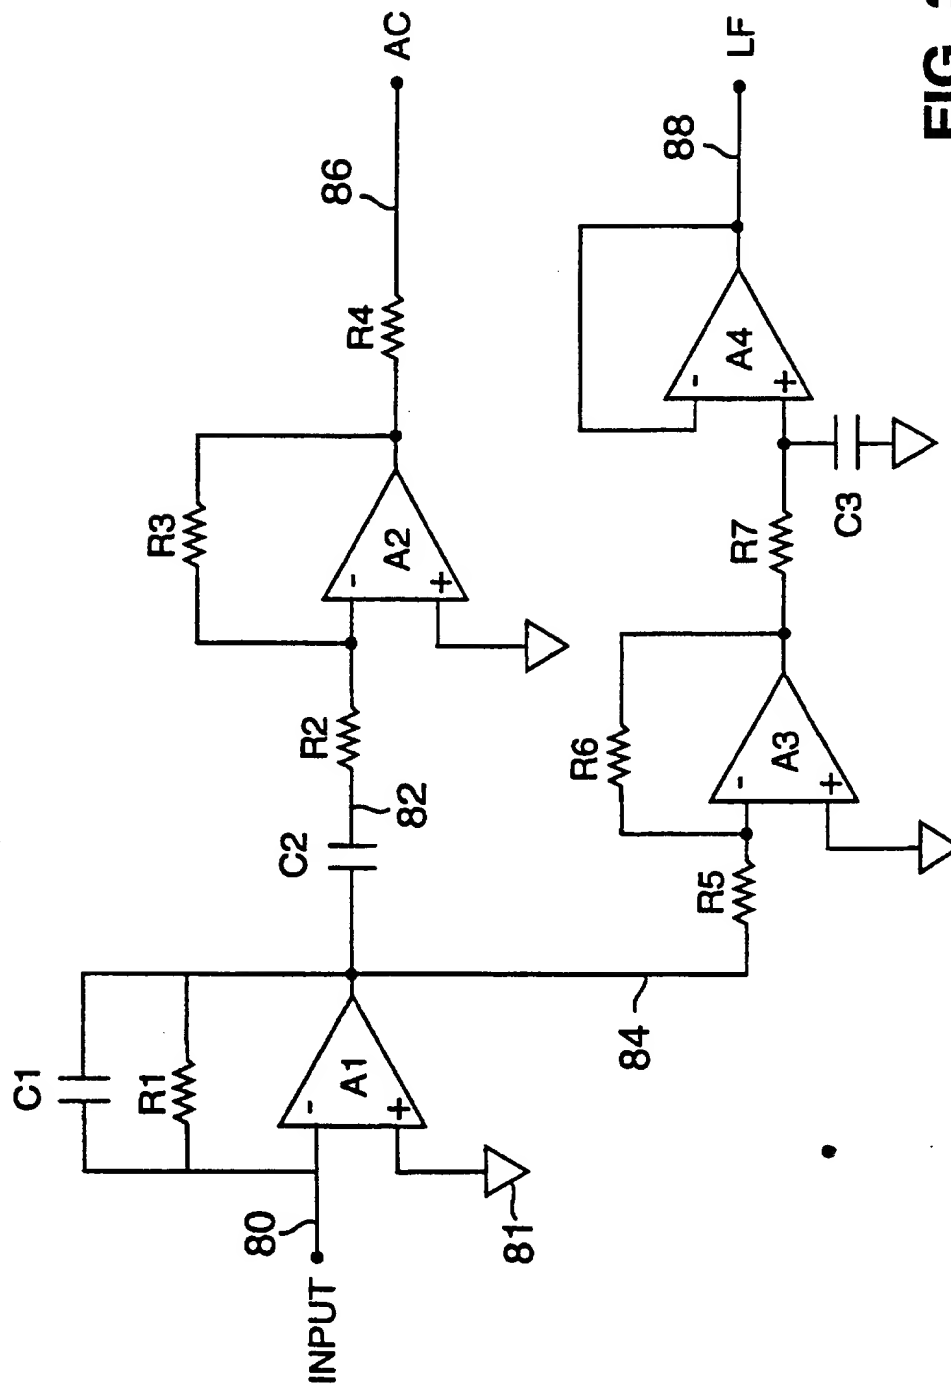 C1
R1
INPUT
80
A1
-
+
81
C2
82
R2
R3
A2
-
+
R4
86
AC
84
R5
R6
A3
-
+
R7
C3
A4
-
+
88
LF
FIG.